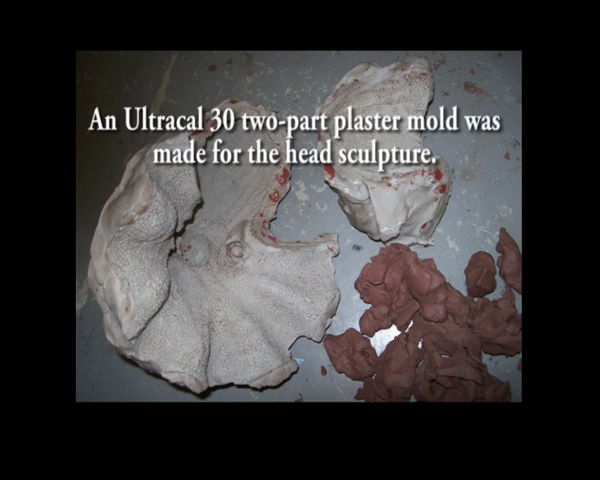 An Ultracal 30 two-part plaster mold was
made for the head sculpture.